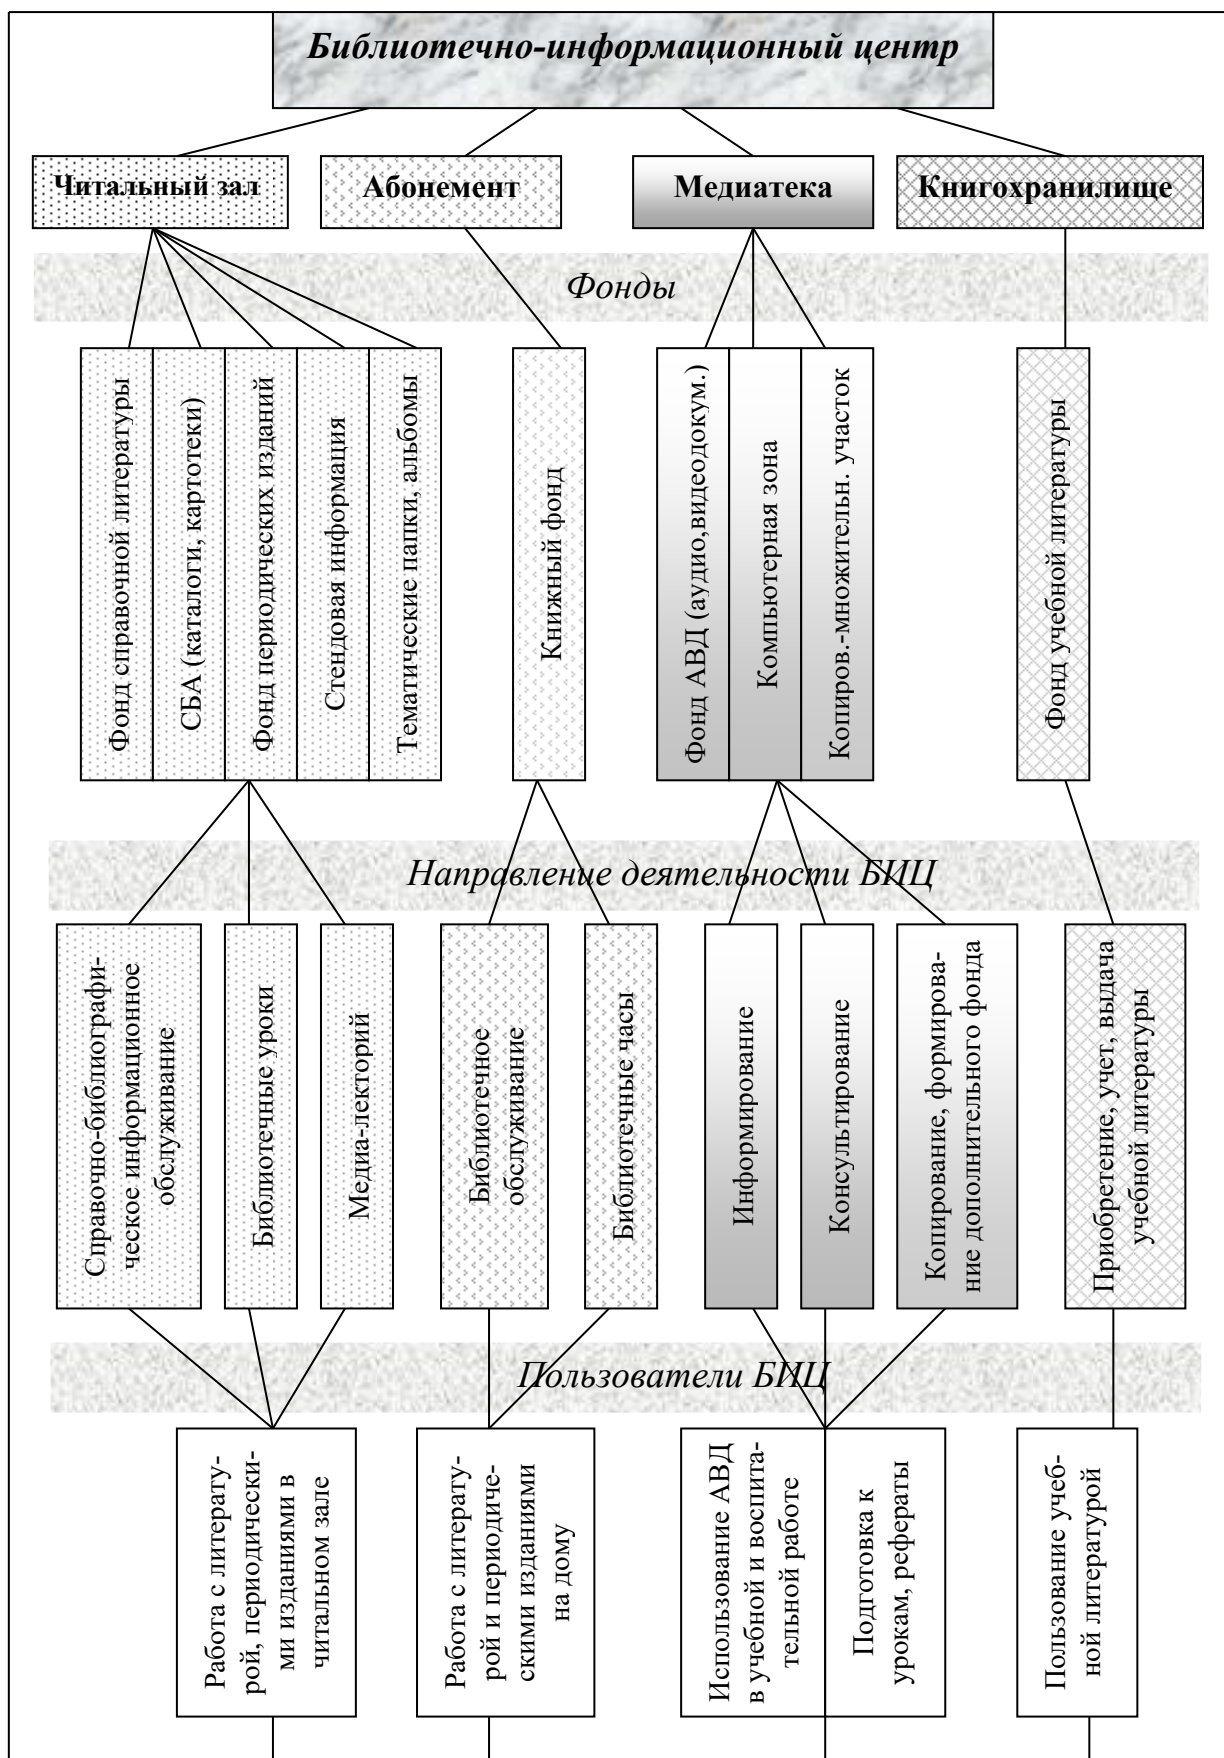 Библиотечно-информационный центр
Читальный зал
Абонемент
Медиатека
Книгохранилище
Фонды
Фонд справочной литературы
СБА (каталоги, картотеки)
Фонд периодических изданий
Стендовая информация
Тематические папки, альбомы
Книжный фонд
Фонд АВД (аудио,видеодокум.)
Компьютерная зона
Копиров.-множительн. участок
Фонд учебной литературы
Направление деятельности БИЦ
Справочно-библиографи-
ческое информационное
обслуживание
Библиотечные уроки
Медиа-лекторий
Библиотечное
обслуживание
Библиотечные часы
Информирование
Консультирование
Копирование, формирова-
ние дополнительного фонда
Приобретение, учет, выдача
учебной литературы
Пользователи БИЦ
Работа с литерату-
рой, периодически-
ми изданиями в
читальном зале
Работа с литерату-
рой и периодиче-
скими изданиями
на дому
Использование АВД
в учебной и воспита-
тельной работе
Подготовка к
урокам, рефераты
Пользование учеб-
ной литературой